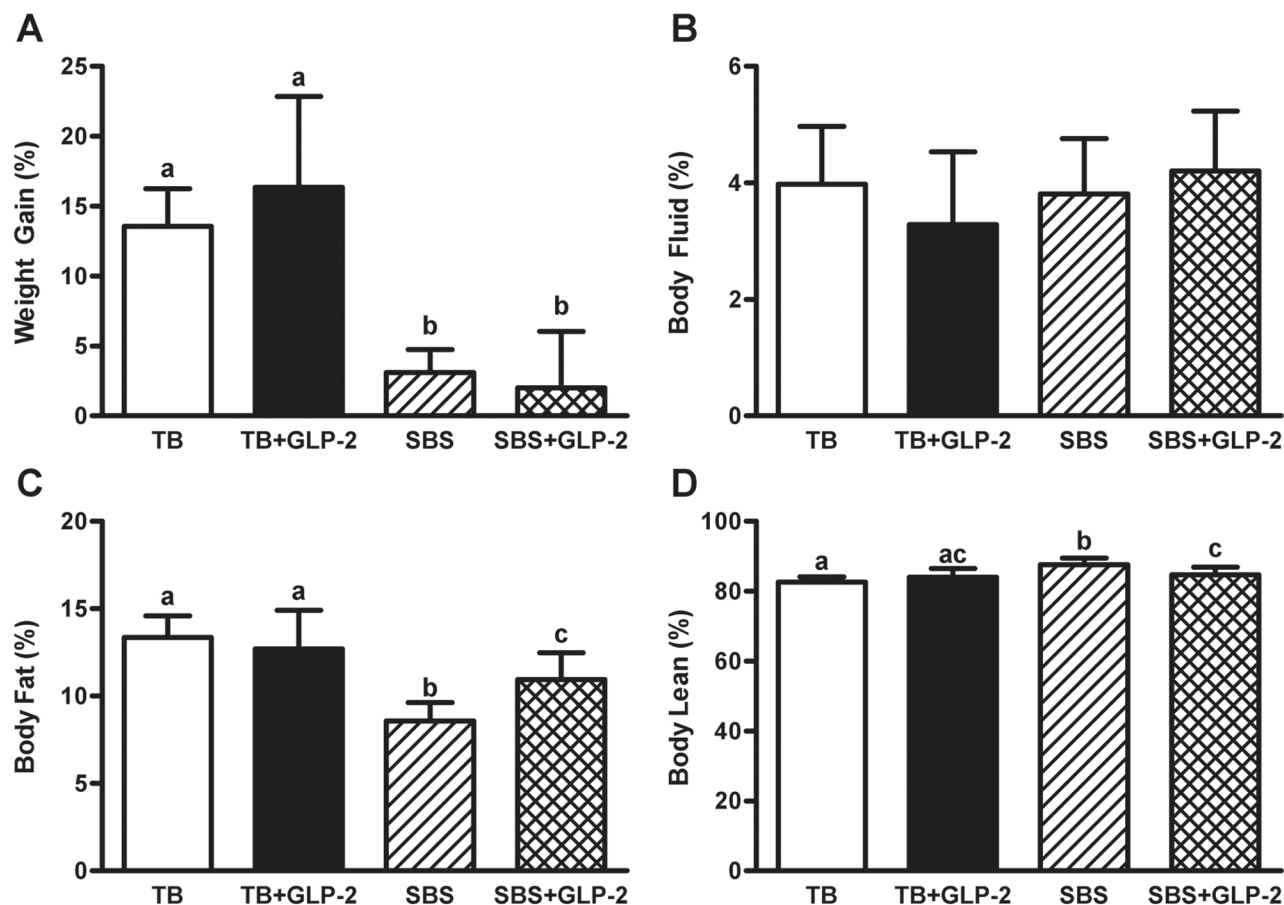 A
Weight Gain (%)
25
20
15
10
5
0
a
a
b
b
TB TB+GLP-2 SBS SBS+GLP-2
B
Body Fluid (%)
6
4
2
0
TB TB+GLP-2 SBS SBS+GLP-2
C
Body Fat (%)
20
15
10
5
0
a
a
b
c
TB TB+GLP-2 SBS SBS+GLP-2
D
Body Lean (%)
100
80
60
40
20
0
a
ac
b
c
TB TB+GLP-2 SBS SBS+GLP-2